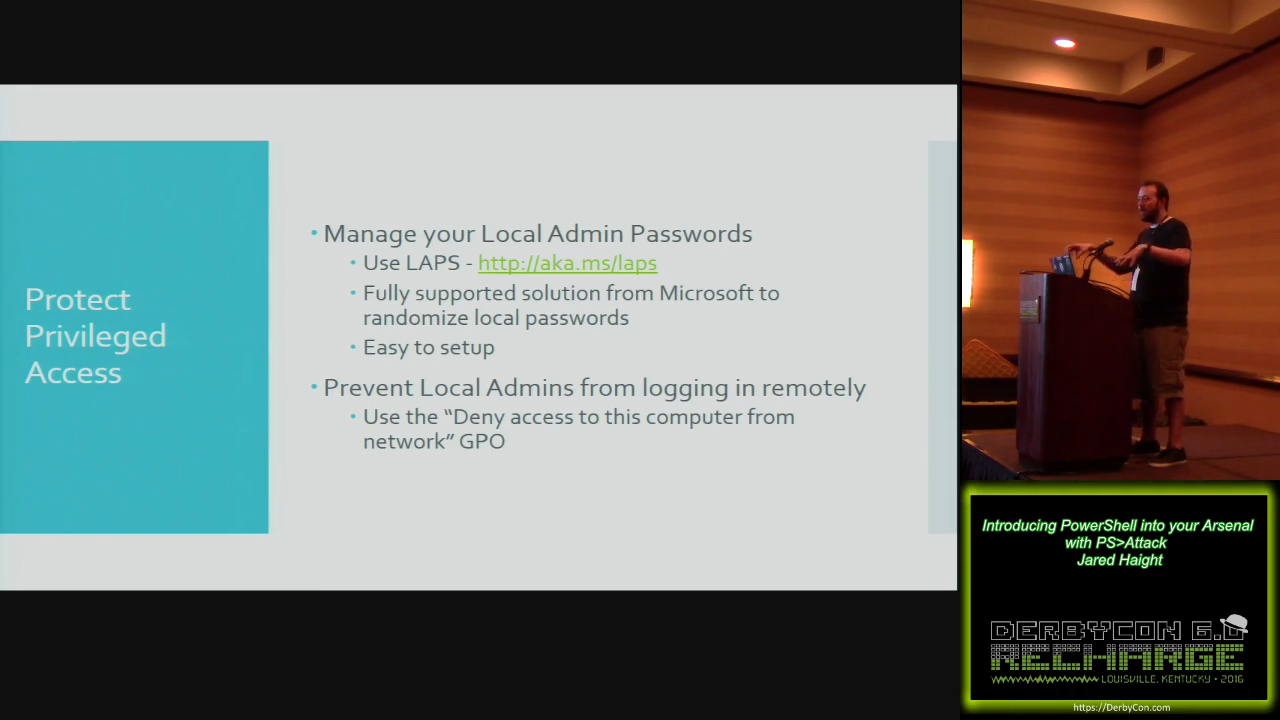 Protect
Privileged
Access
• Manage your Local Admin Passwords
• Use LAPS - http://aka.ms/laps
• Fully supported solution from Microsoft to
randomize local passwords
• Easy to setup
• Prevent Local Admins from logging in remotely
• Use the “Deny access to this computer from
network” GPO
Introducing PowerShell into your Arsenal
with PS>Attack
Jared Haight
DERBYCON 6.0
RECHARGE
LOUISVILLE, KENTUCKY • 2016
https://DerbyCon.com